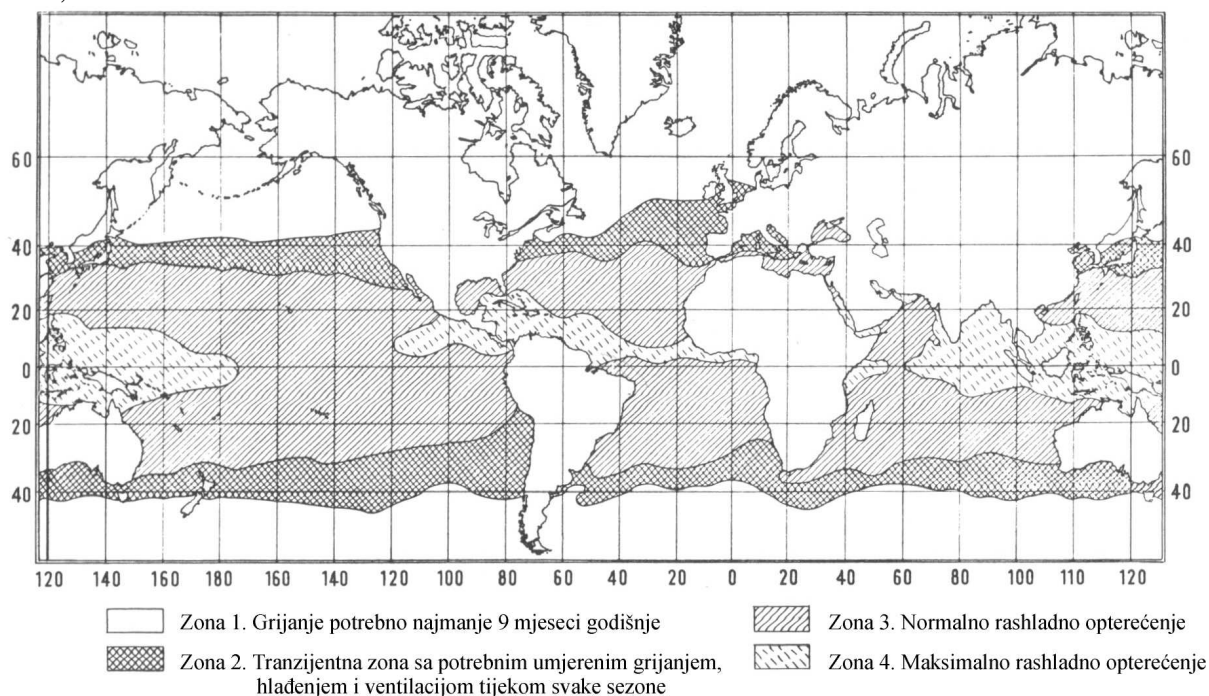 60 60
40 40
20 20
0 0
20 20
40 40
120 140 160 180 160 140 120 100 80 60 40 20 0 20 40 60 80 100 120
Zona 1. Grijanje potrebno najmanje 9 mjeseci godišnje
Zona 2. Tranzijentna zona sa potrebnim umjerenim grijanjem,
hlađenjem i ventilacijom tijekom svake sezone
Zona 3. Normalno rashladno opterećenje
Zona 4. Maksimalno rashladno opterećenje